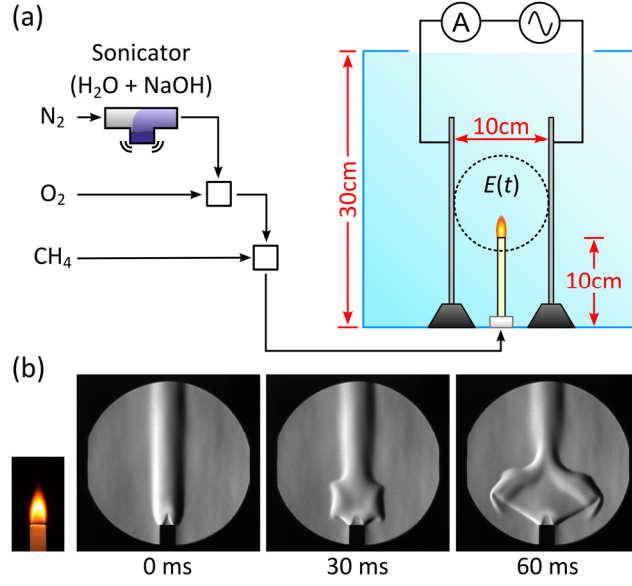 (a)
Sonicator
(H₂O + NaOH)
N₂
O₂
CH₄
A
10cm
E(t)
30cm
10cm
(b)
0 ms
30 ms
60 ms